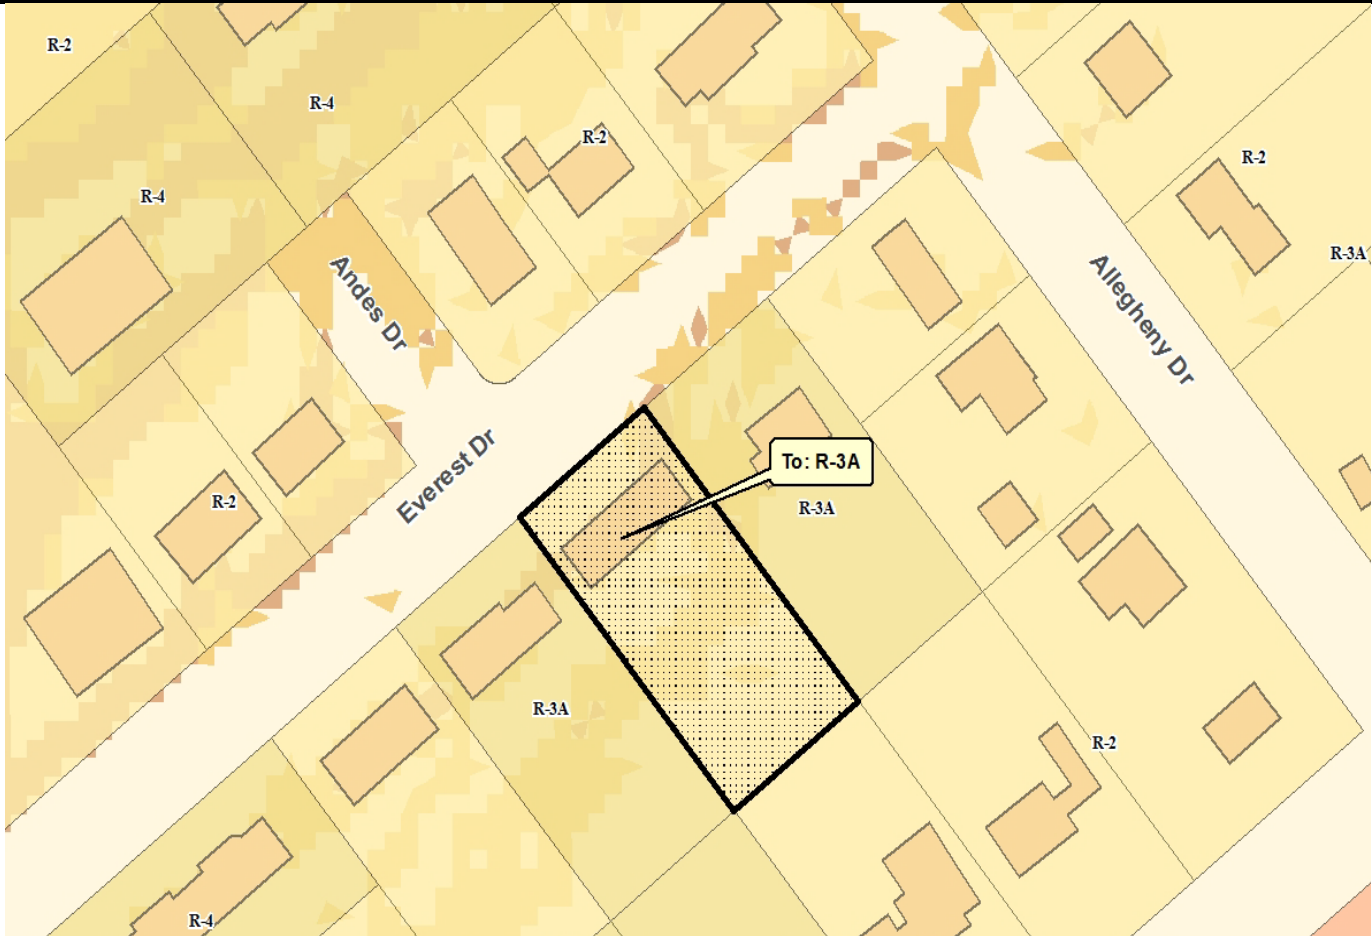 R-2
R-4
R-2
R-2
R-4
R-3A
Andes Dr
Allegheny Dr
Everest Dr
To: R-3A
R-2
R-3A
R-3A
R-2
R-4